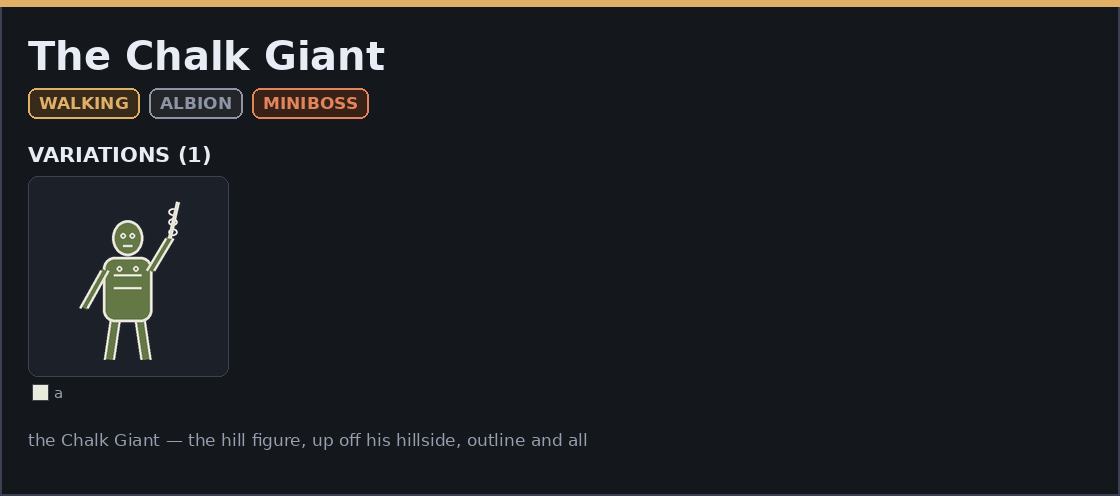 The Chalk Giant
WALKING ALBION MINIBOSS
VARIATIONS (1)
a
the Chalk Giant — the hill figure, up off his hillside, outline and all